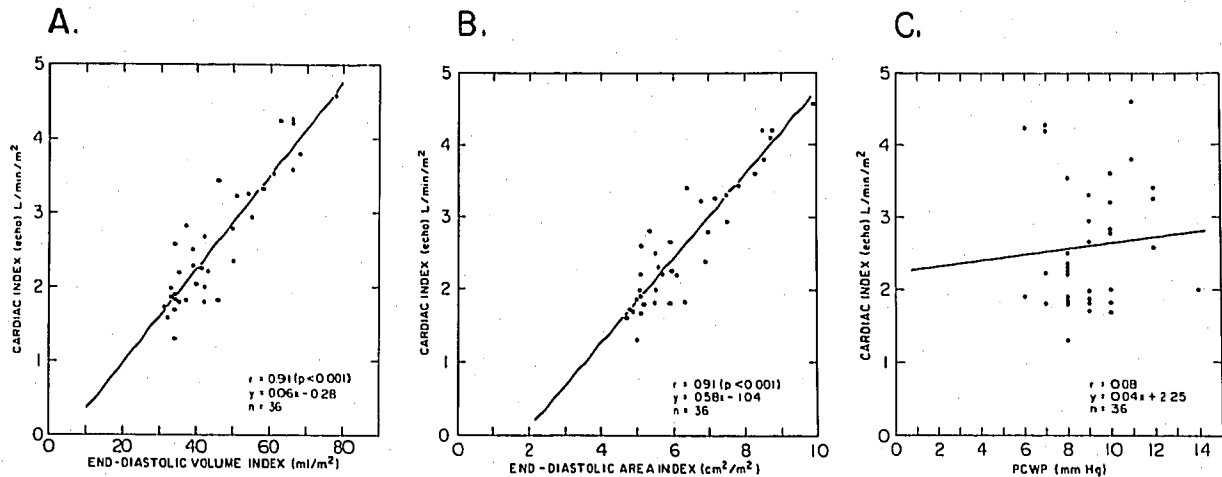 A.
5
4
3
2
1
0
CARDIAC INDEX (echo) L/min/m²
r = 0.91 (p<0.001)
y = 0.06x - 0.28
n = 36
0
20
40
60
80
END-DIASTOLIC VOLUME INDEX (ml/m²)
B.
5
4
3
2
1
0
CARDIAC INDEX (echo) L/min/m²
r = 0.91 (p<0.001)
y = 0.58x - 1.04
n = 36
0
2
4
6
8
10
END-DIASTOLIC AREA INDEX (cm²/m²)
C.
5
4
3
2
1
0
CARDIAC INDEX (echo) L/min/m²
r = 0.08
y = 0.04x + 2.25
n = 36
0
2
4
6
8
10
12
14
PCWP (mm Hg)